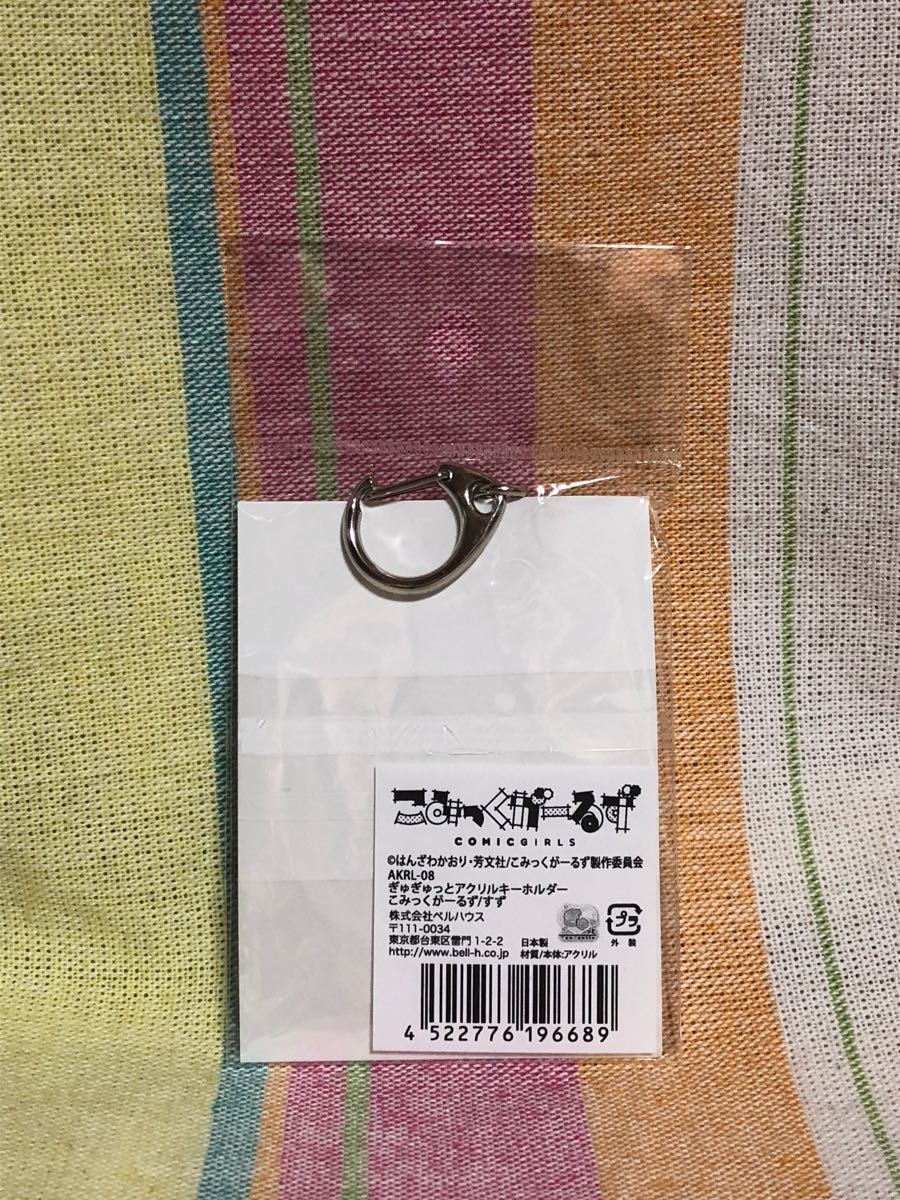 こみっくがーるず
COMICGIRLS
©はんざわかおり・芳文社/こみっくがーるず製作委員会
AKRL-08
ぎゅぎゅっとアクリルキーホルダー
こみっくがーるず/すず
株式会社ベルハウス
〒111-0034
東京都台東区雷門 1-2-2
http://www.bell-h.co.jp
日本製
材質/本体:アクリル
プラ
外装
4 522776 196689